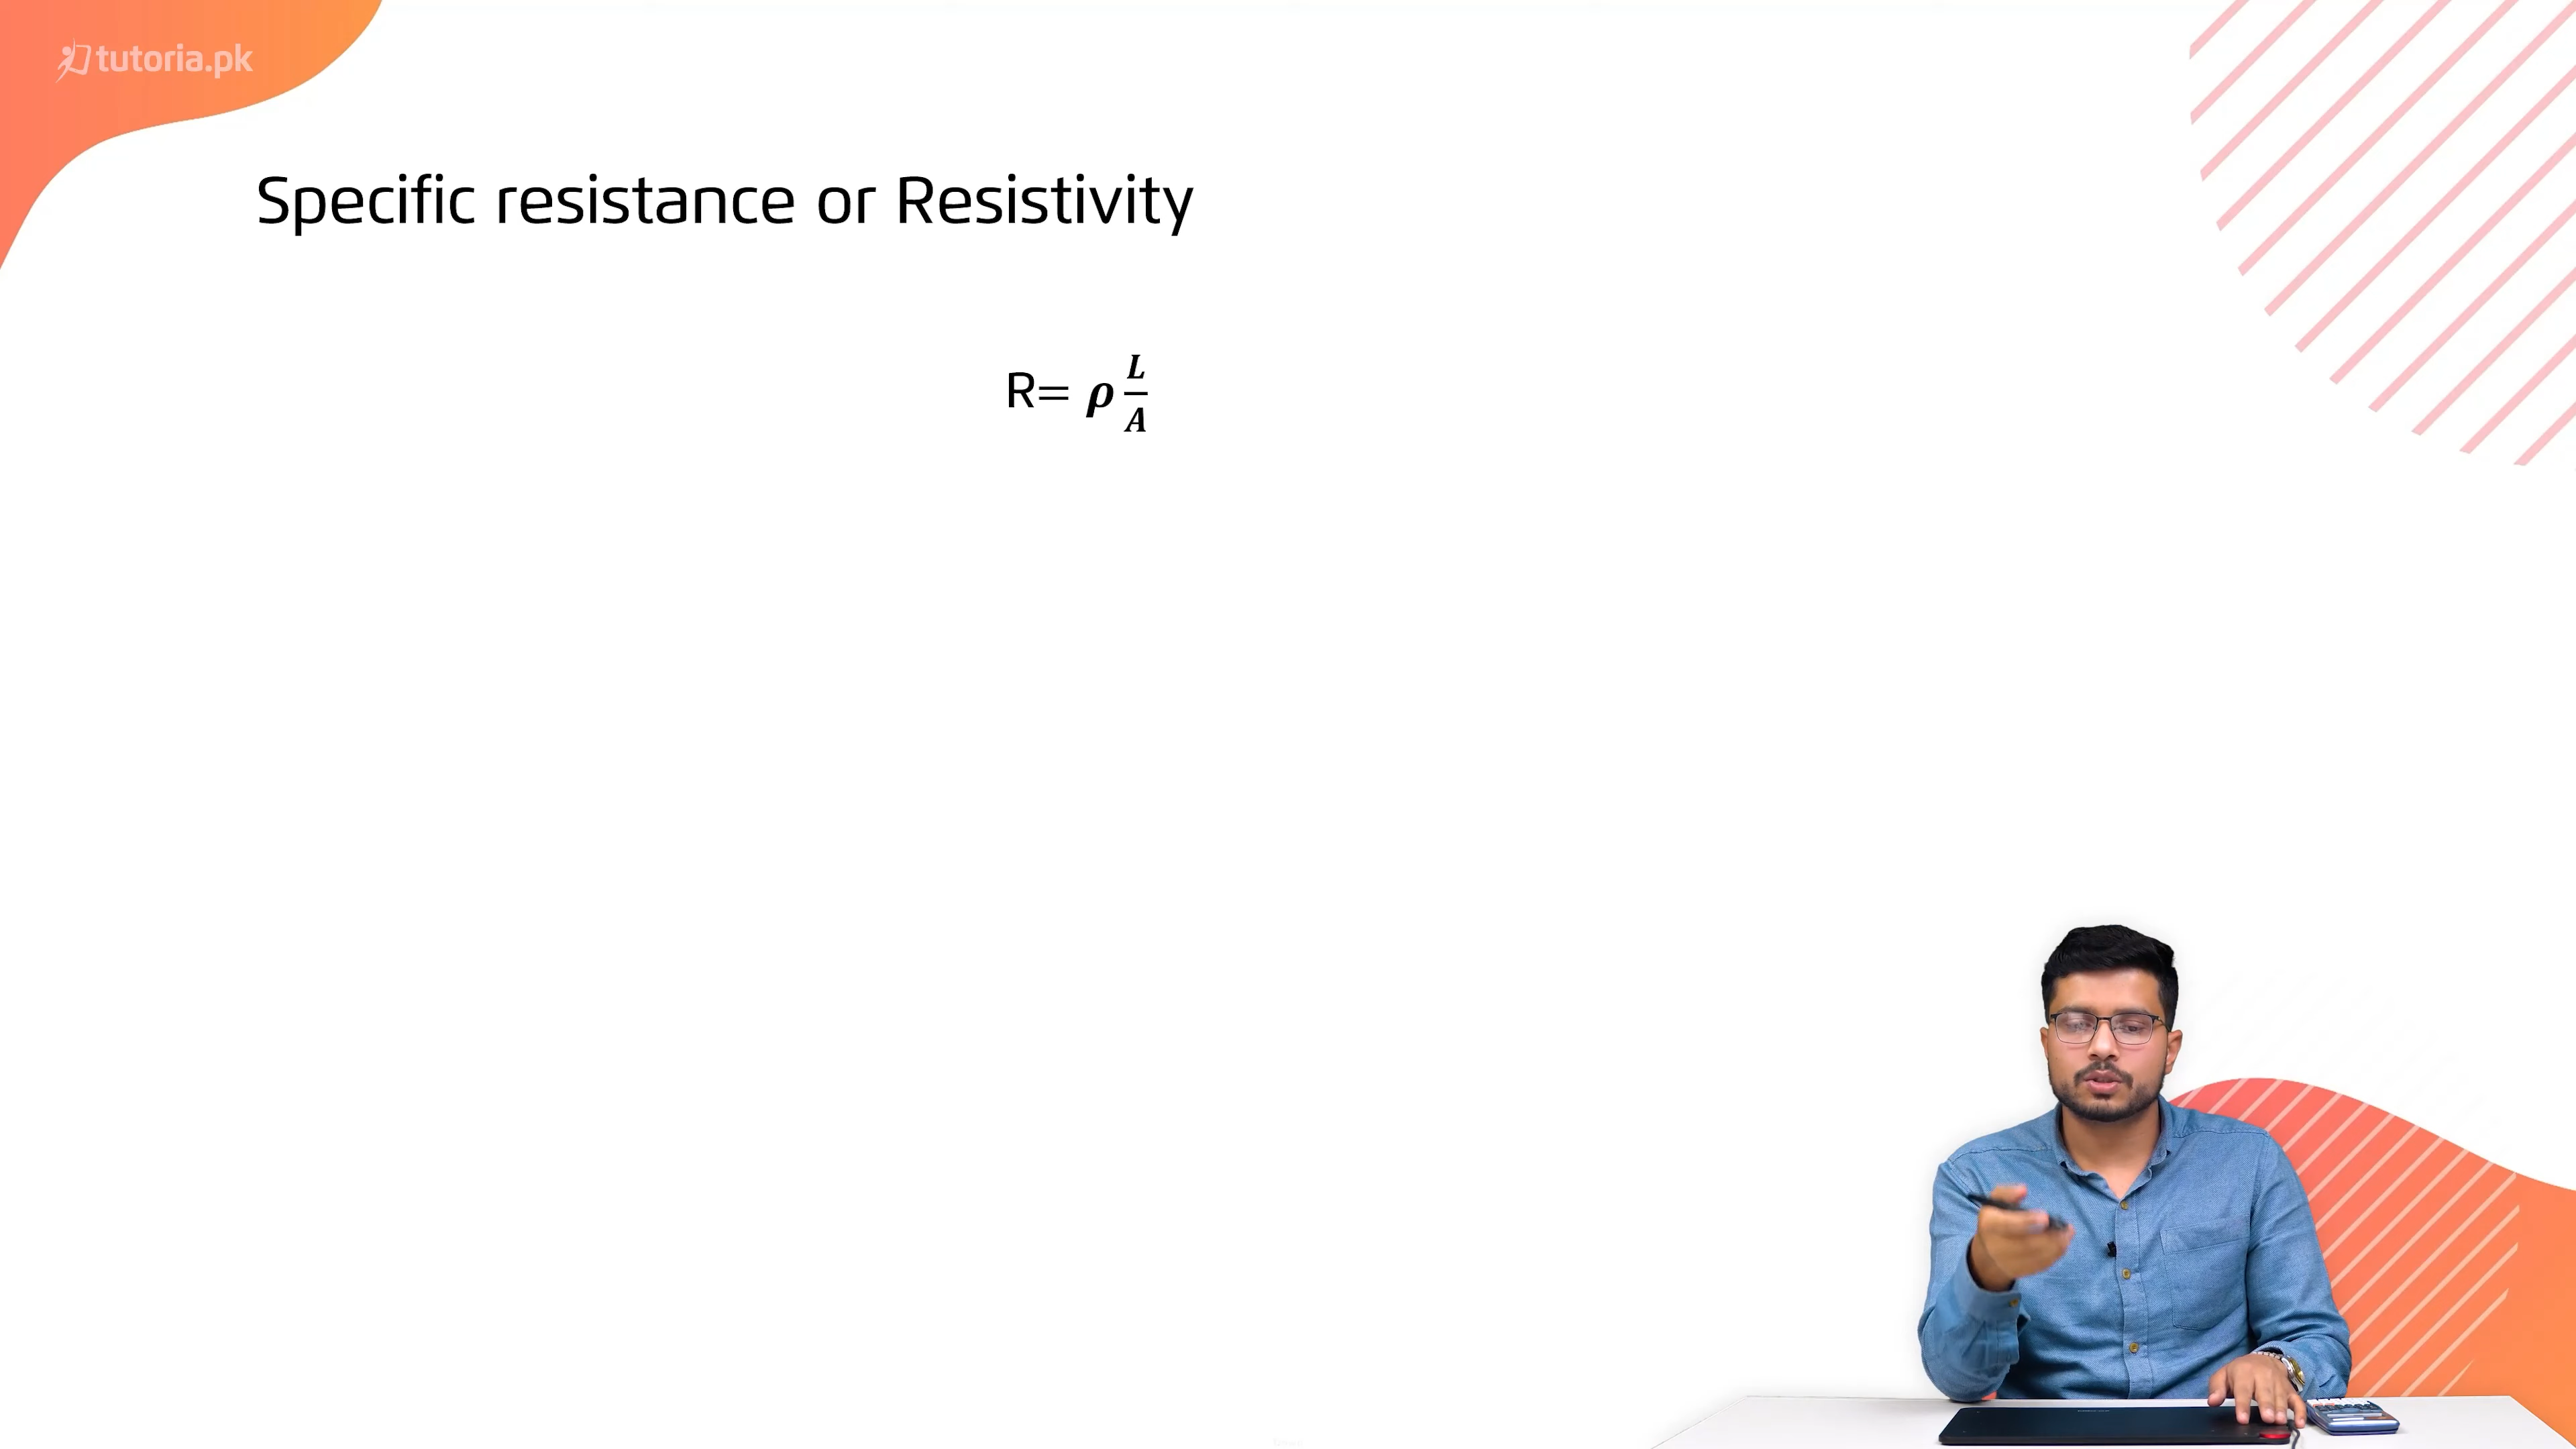 tutoria.pk
Specific resistance or Resistivity
R= ρ L/A